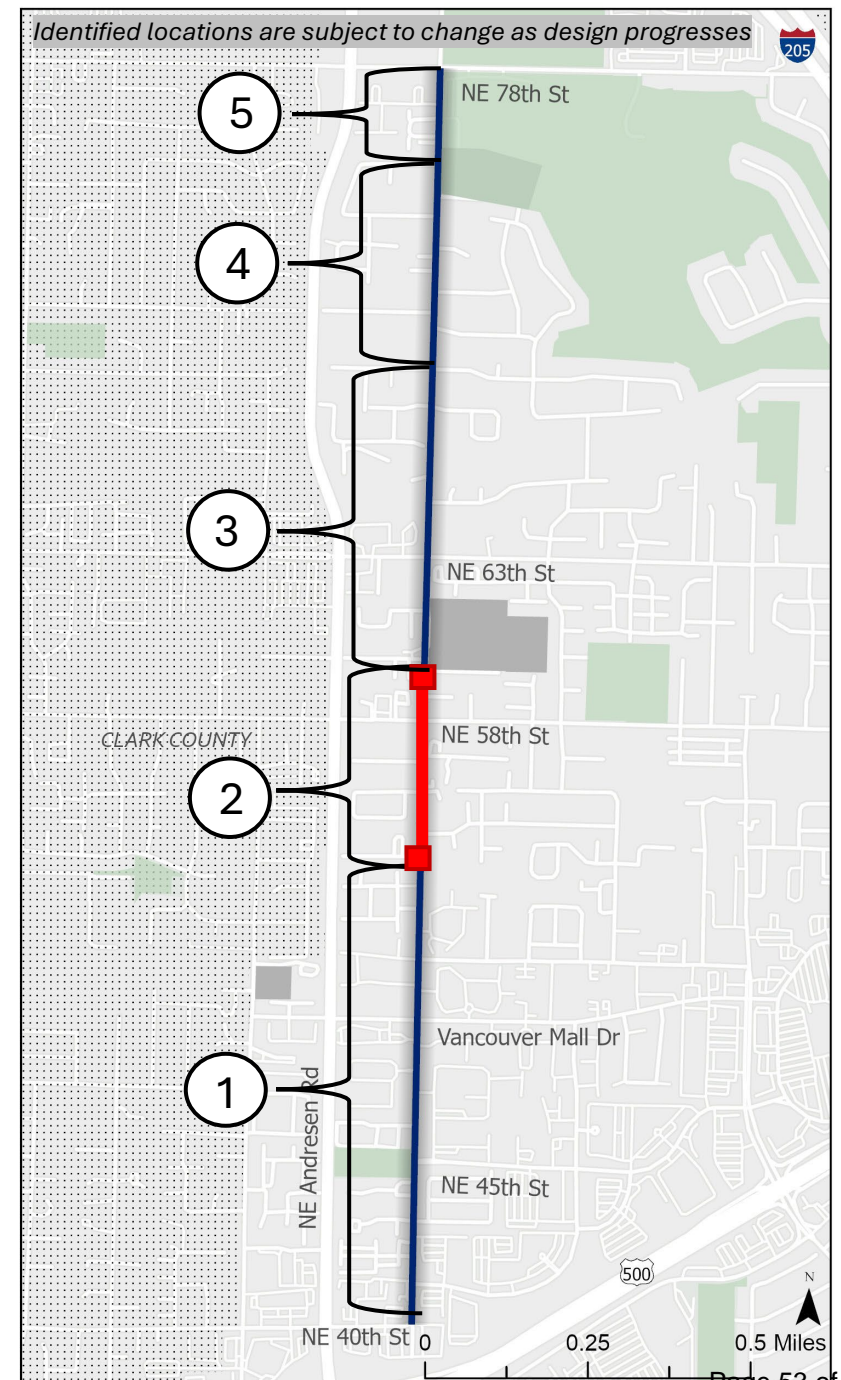 Identified locations are subject to change as design progresses
205
5
NE 78th St
4
3
NE 63th St
CLARK COUNTY
NE 58th St
2
Vancouver Mall Dr
1
NE Andresen Rd
NE 45th St
500
N
NE 40th St
0 0.25 0.5 Miles